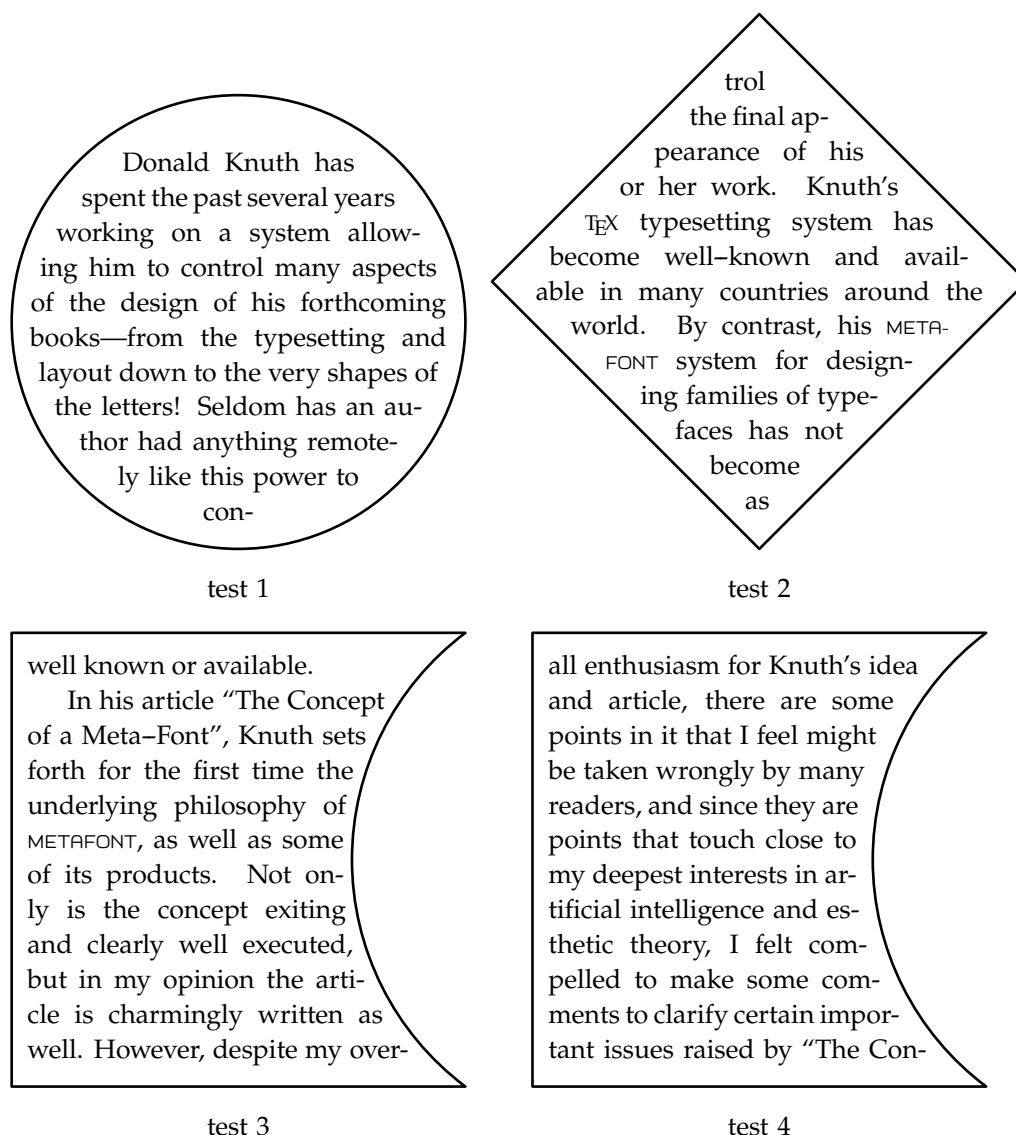 Donald Knuth has
spent the past several years
working on a system allow-
ing him to control many aspects
of the design of his forthcoming
books—from the typesetting and
layout down to the very shapes of
the letters! Seldom has an au-
thor had anything remote-
ly like this power to
con-
test 1
trol
the final ap-
pearance of his
or her work. Knuth’s
TEX typesetting system has
become well–known and avail-
able in many countries around the
world. By contrast, his META-
FONT system for design-
ing families of type-
faces has not
become
as
test 2
well known or available.
In his article “The Concept
of a Meta–Font”, Knuth sets
forth for the first time the
underlying philosophy of
METAFONT, as well as some
of its products. Not on-
ly is the concept exiting
and clearly well executed,
but in my opinion the arti-
cle is charmingly written as
well. However, despite my over-
test 3
all enthusiasm for Knuth’s idea
and article, there are some
points in it that I feel might
be taken wrongly by many
readers, and since they are
points that touch close to
my deepest interests in ar-
tificial intelligence and es-
thetic theory, I felt com-
pelled to make some com-
ments to clarify certain impor-
tant issues raised by “The Con-
test 4